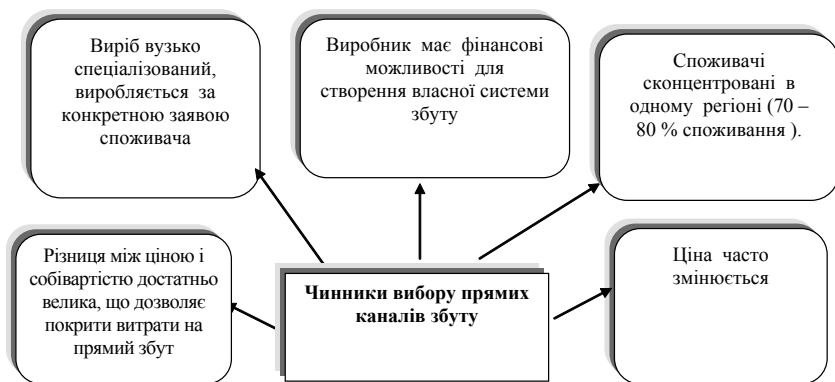 Виріб вузько
спеціалізований,
виробляється за
конкретною заявою
споживача
Виробник має фінансові
можливості для
створення власної системи
збуту
Споживачі
сконцентровані в
одному регіоні (70 –
80 % споживання ).
Різниця між ціною і
собівартістю достатньо
велика, що дозволяє
покрити витрати на
прямий збут
Чинники вибору прямих
каналів збуту
Ціна часто
змінюється